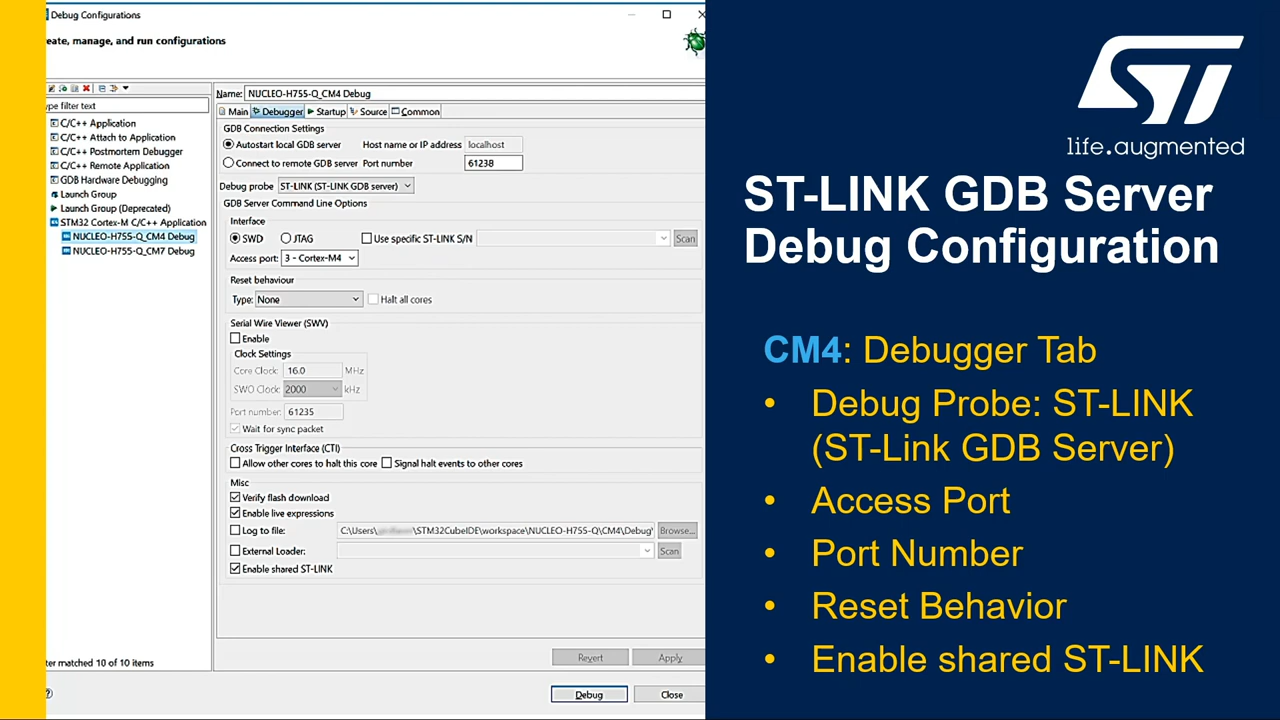 Debug Configurations
eate, manage, and run configurations
ype filter text
C/C++ Application
C/C++ Attach to Application
C/C++ Postmortem Debugger
C/C++ Remote Application
GDB Hardware Debugging
Launch Group
Launch Group (Deprecated)
STM32 Cortex-M C/C++ Application
NUCLEO-H755-Q_CM4 Debug
NUCLEO-H755-Q_CM7 Debug
ter matched 10 of 10 items
Name: NUCLEO-H755-Q_CM4 Debug
Main Debugger Startup Source Common
GDB Connection Settings
Autostart local GDB server Host name or IP address localhost
Connect to remote GDB server Port number 61238
Debug probe ST-LINK (ST-LINK GDB server)
GDB Server Command Line Options
Interface
SWD JTAG Use specific ST-LINK S/N Scan
Access port: 3 - Cortex-M4
Reset behaviour
Type: None Halt all cores
Serial Wire Viewer (SWV)
Enable
Clock Settings
Core Clock: 16.0 MHz
SWO Clock: 2000 kHz
Port number: 61235
Wait for sync packet
Cross Trigger Interface (CTI)
Allow other cores to halt this core Signal halt events to other cores
Misc
Verify flash download
Enable live expressions
Log to file: C:\Users\ \STM32CubeIDE\workspace\NUCLEO-H755-Q\CM4\Debug\ Browse...
External Loader: Scan
Enable shared ST-LINK
Revert Apply
Debug Close
ST
life.augmented
ST-LINK GDB Server
Debug Configuration
CM4: Debugger Tab
• Debug Probe: ST-LINK
(ST-Link GDB Server)
• Access Port
• Port Number
• Reset Behavior
• Enable shared ST-LINK